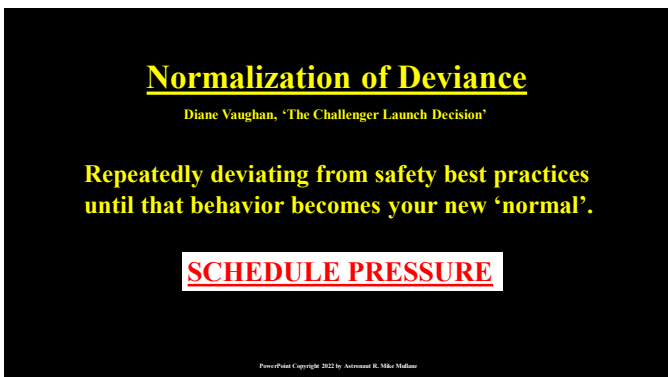 Normalization of Deviance
Diane Vaughan, ‘The Challenger Launch Decision’
Repeatedly deviating from safety best practices
until that behavior becomes your new ‘normal’.
SCHEDULE PRESSURE
PowerPoint Copyright 2022 by Astronaut R. Mike Mullane